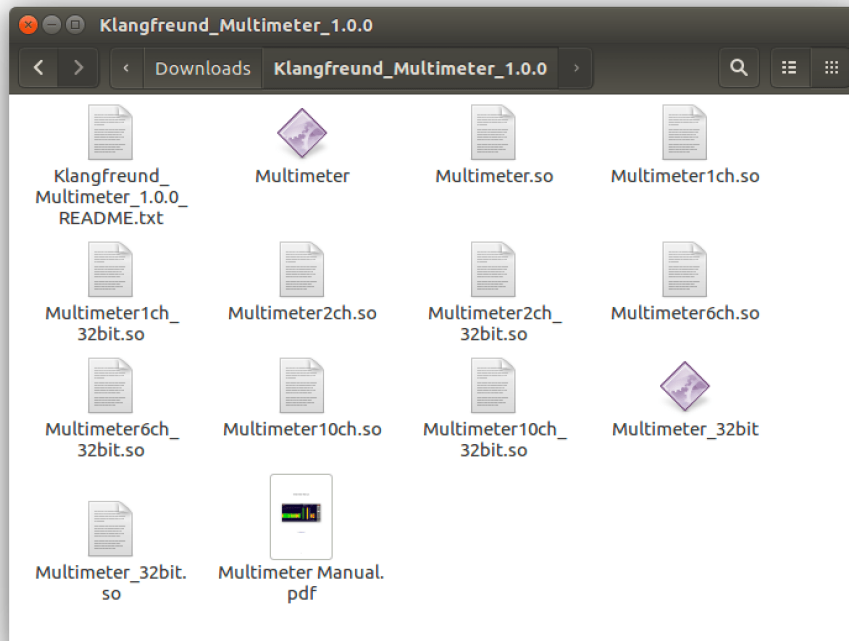 Klangfreund_Multimeter_1.0.0
Downloads Klangfreund_Multimeter_1.0.0
Klangfreund_
Multimeter_1.0.0_
README.txt
Multimeter
Multimeter.so
Multimeter1ch.so
Multimeter1ch_
32bit.so
Multimeter2ch.so
Multimeter2ch_
32bit.so
Multimeter6ch.so
Multimeter6ch_
32bit.so
Multimeter10ch.so
Multimeter10ch_
32bit.so
Multimeter_32bit
Multimeter_32bit.
so
Multimeter Manual.
pdf